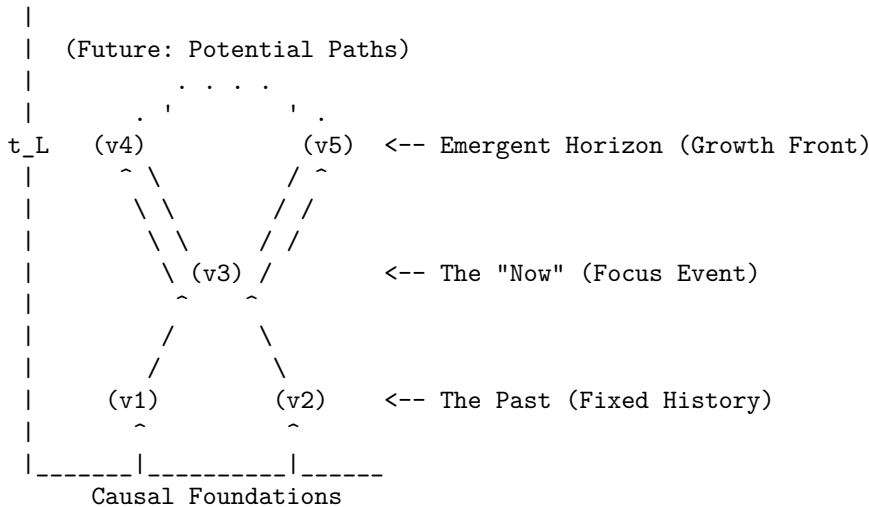 (Future: Potential Paths)
t_L (v4) (v5) <-- Emergent Horizon (Growth Front)
(v3) <-- The "Now" (Focus Event)
(v1) (v2) <-- The Past (Fixed History)
Causal Foundations